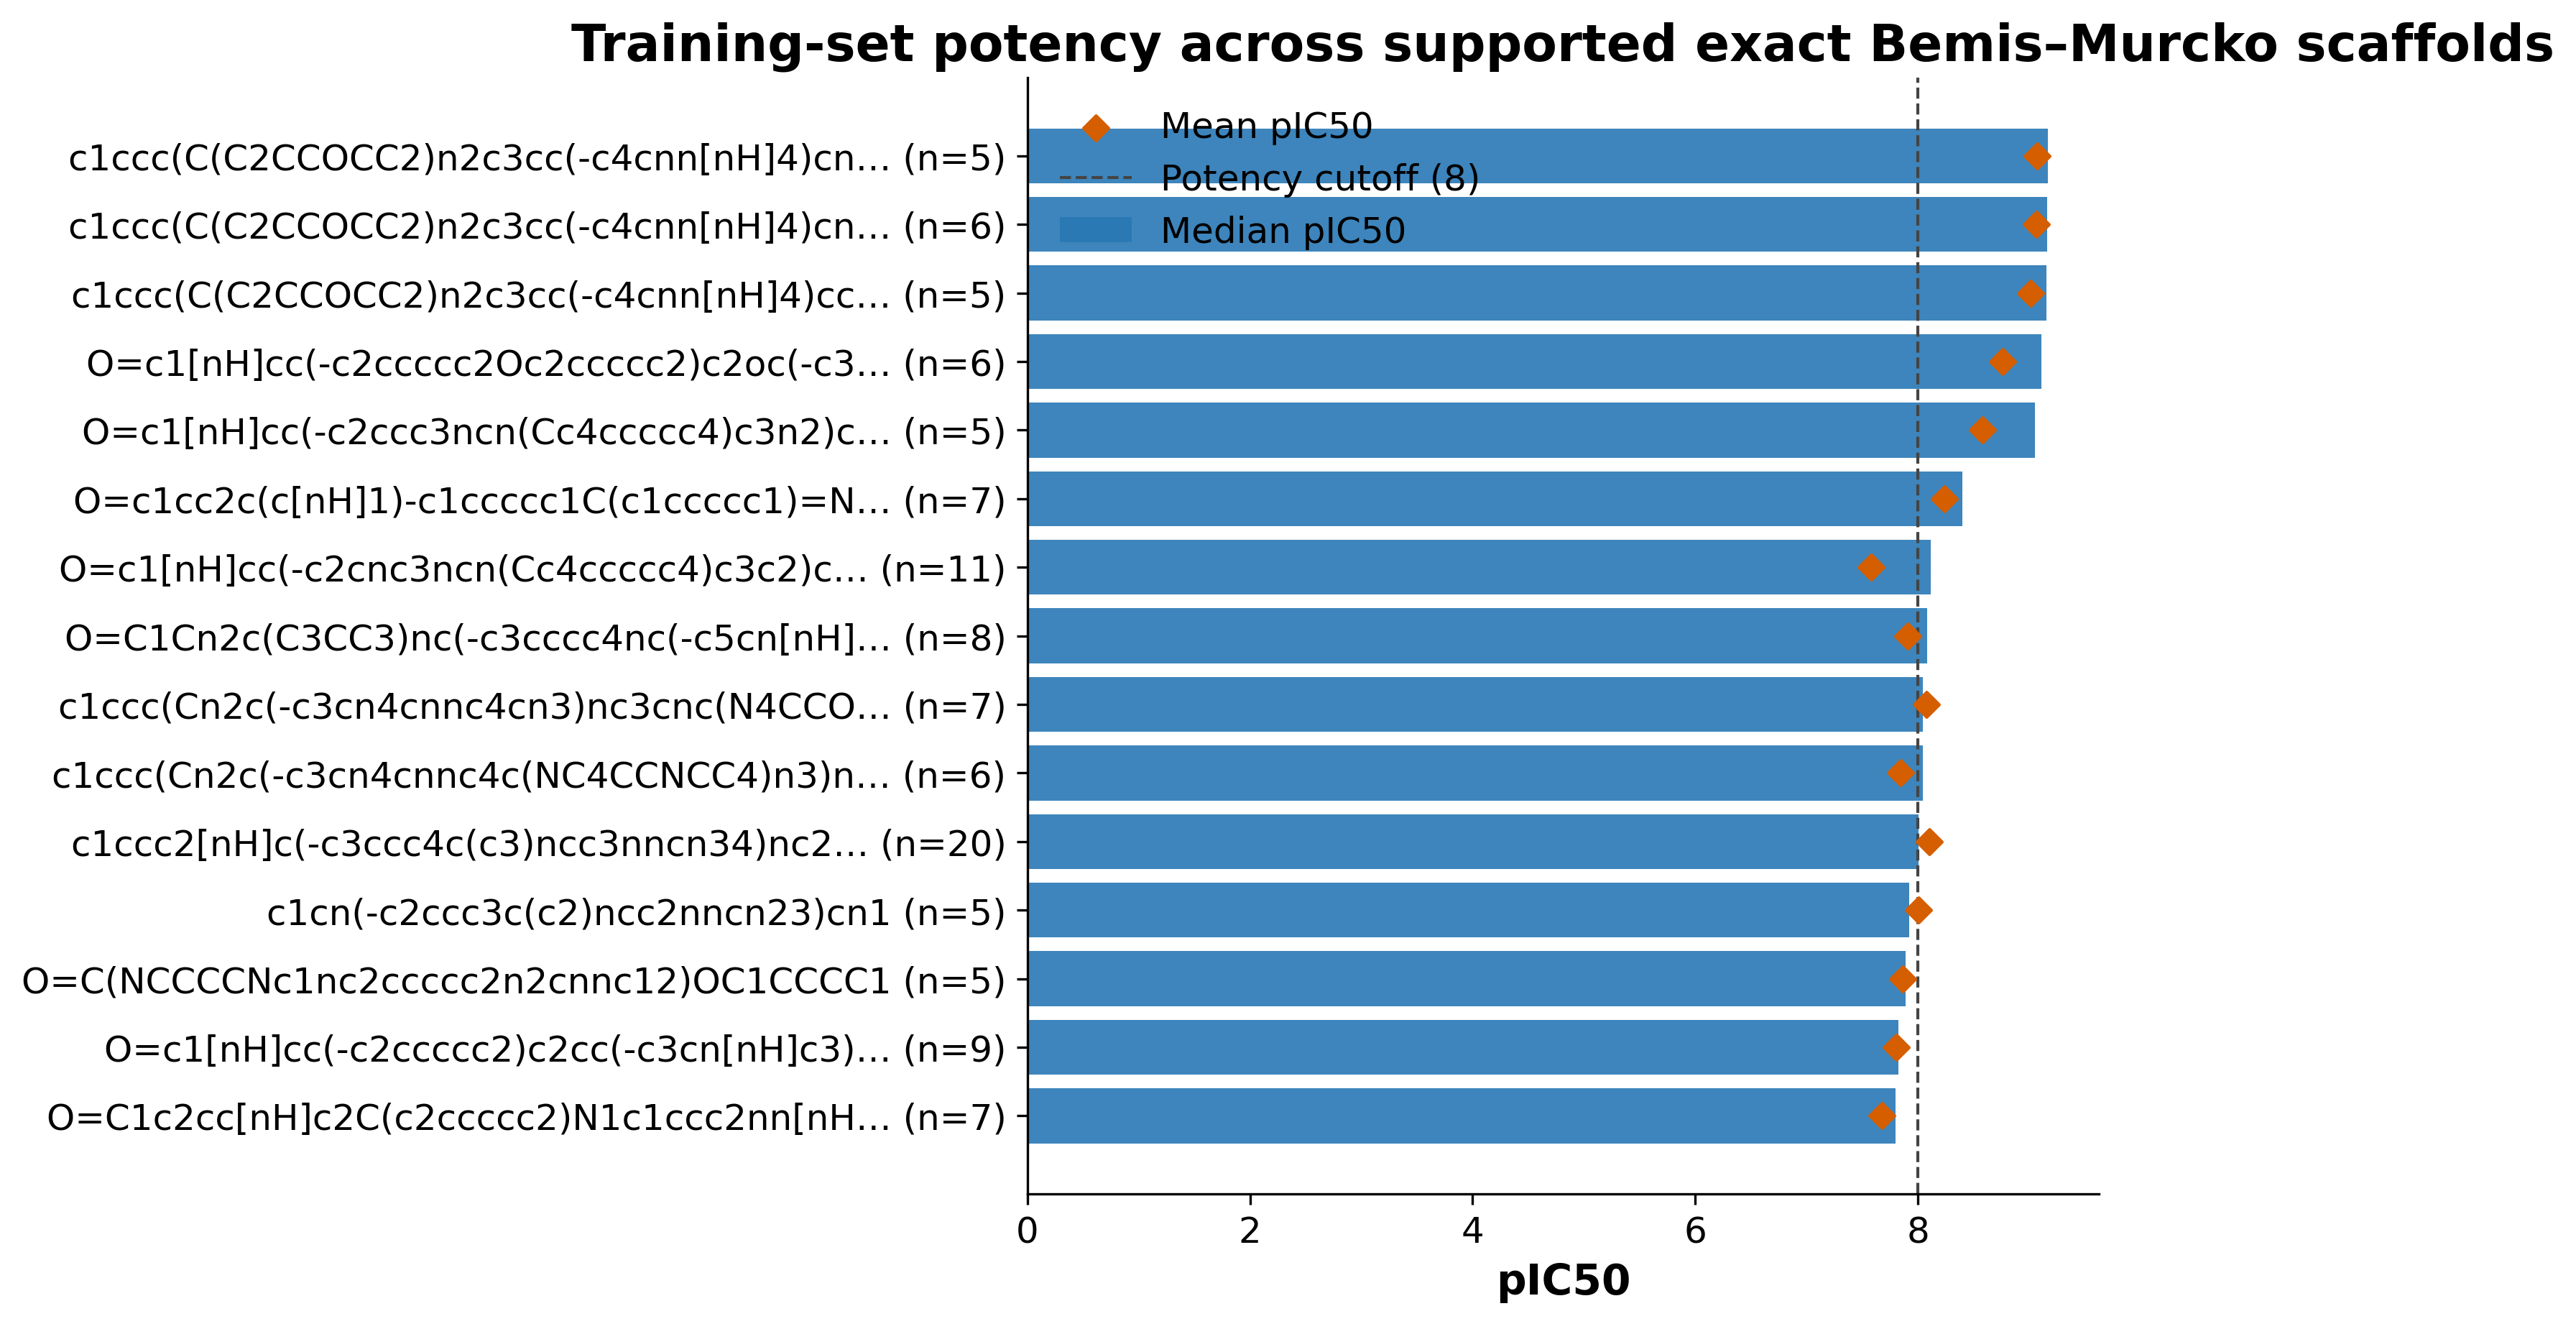 Training-set potency across supported exact Bemis–Murcko scaffolds
Mean pIC50
Potency cutoff (8)
Median pIC50
c1ccc(C(C2CCOCC2)n2c3cc(-c4cnn[nH]4)cn… (n=5)
c1ccc(C(C2CCOCC2)n2c3cc(-c4cnn[nH]4)cn… (n=6)
c1ccc(C(C2CCOCC2)n2c3cc(-c4cnn[nH]4)cc… (n=5)
O=c1[nH]cc(-c2ccccc2Oc2ccccc2)c2oc(-c3… (n=6)
O=c1[nH]cc(-c2ccc3ncn(Cc4ccccc4)c3n2)c… (n=5)
O=c1cc2c(c[nH]1)-c1ccccc1C(c1ccccc1)=N… (n=7)
O=c1[nH]cc(-c2cnc3ncn(Cc4ccccc4)c3c2)c… (n=11)
O=C1Cn2c(C3CC3)nc(-c3cccc4nc(-c5cn[nH]… (n=8)
c1ccc(Cn2c(-c3cn4cnnc4cn3)nc3cnc(N4CCO… (n=7)
c1ccc(Cn2c(-c3cn4cnnc4c(NC4CCNCC4)n3)n… (n=6)
c1ccc2[nH]c(-c3ccc4c(c3)ncc3nncn34)nc2… (n=20)
c1cn(-c2ccc3c(c2)ncc2nncn23)cn1 (n=5)
O=C(NCCCCNc1nc2ccccc2n2cnnc12)OC1CCCC1 (n=5)
O=c1[nH]cc(-c2ccccc2)c2cc(-c3cn[nH]c3)… (n=9)
O=C1c2cc[nH]c2C(c2ccccc2)N1c1ccc2nn[nH… (n=7)
0 2 4 6 8
pIC50